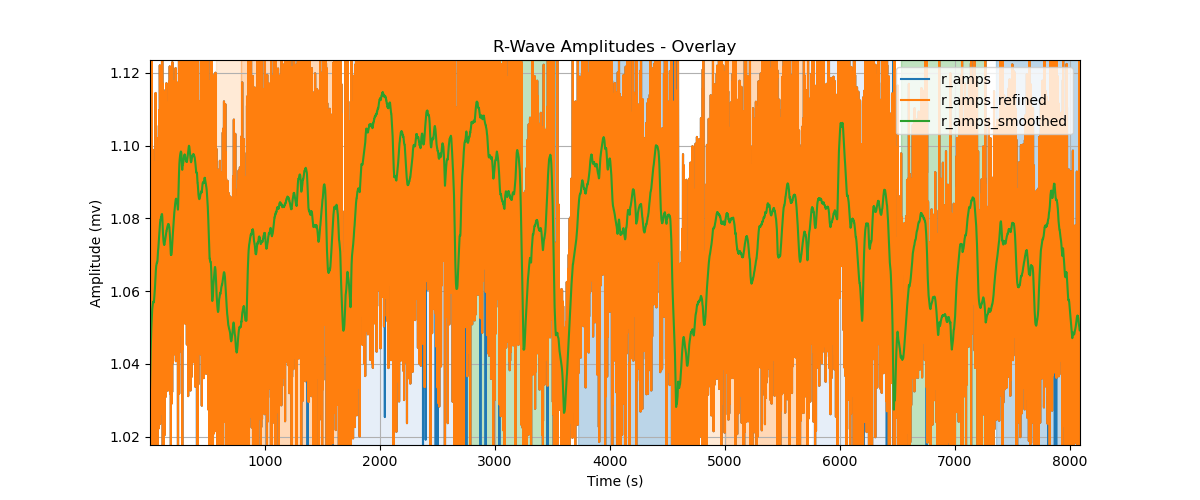 R-Wave Amplitudes - Overlay
1.12
1.10
1.08
1.06
1.04
1.02
Amplitude (mv)
r_amps
r_amps_refined
r_amps_smoothed
1000 2000 3000 4000 5000 6000 7000 8000
Time (s)